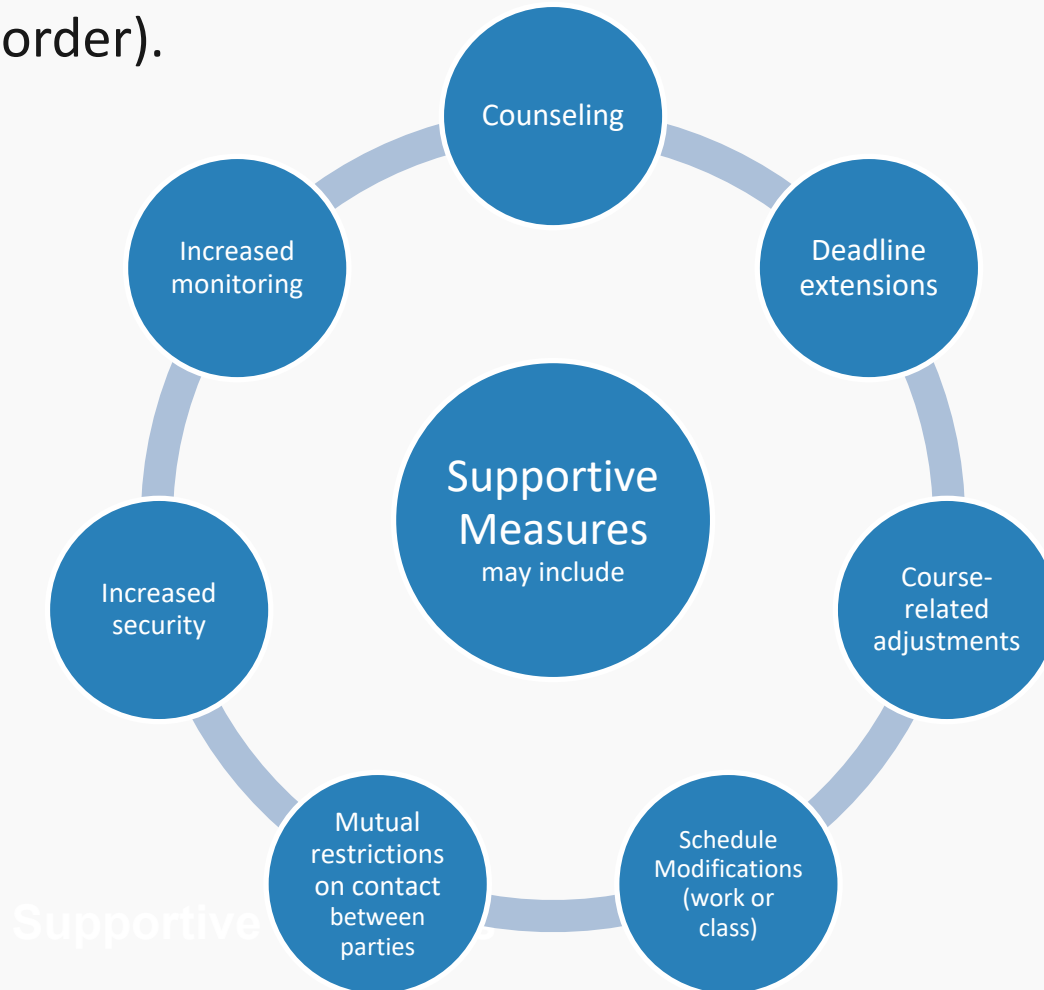 order).
Counseling
Deadline
extensions
Course-
related
adjustments
Schedule
Modifications
(work or
class)
Mutual
restrictions
on contact
between
parties
Increased
security
Increased
monitoring
Supportive
Measures
may include
Supportive